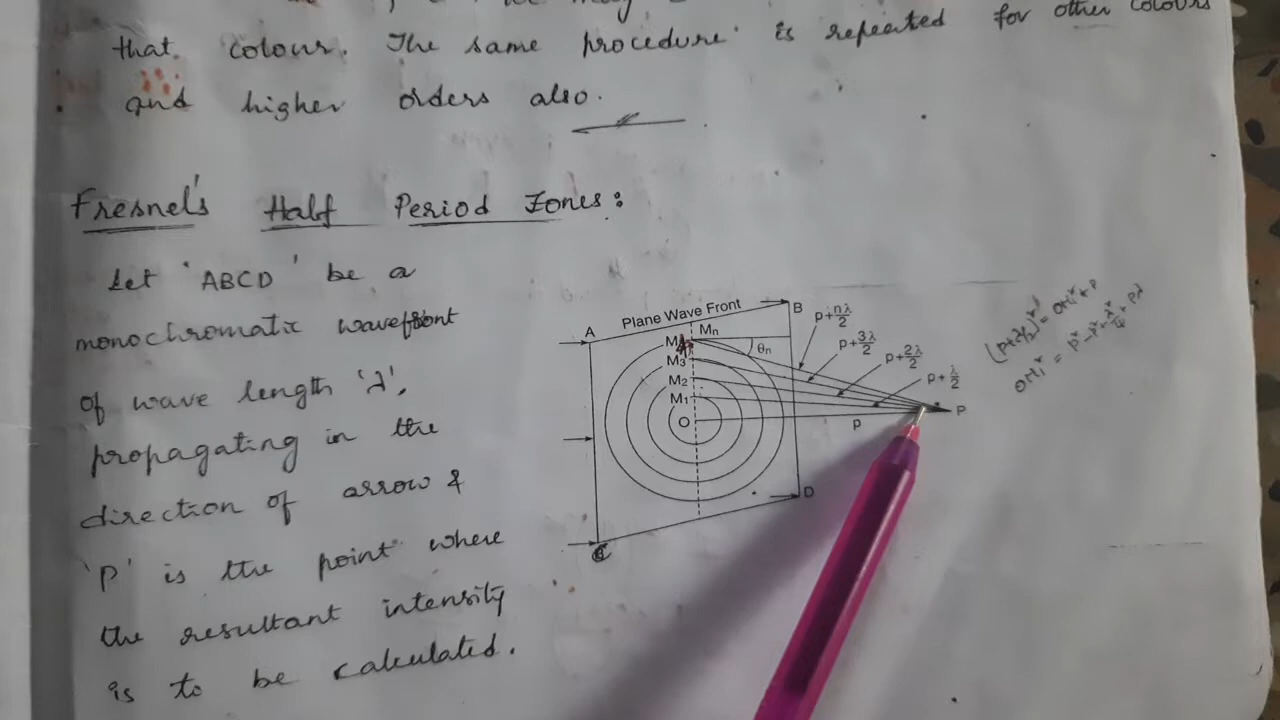 that colour. The same procedure is repeated for other colours
and higher orders also.
Fresnel's Half Period Zones:
Let 'ABCD' be a
monochromatic wavefront
of wave length 'λ',
propagating in the
direction of arrow &
'P' is the point where
the resultant intensity
is to be calculated.
Plane Wave Front
A
B
Mn
M3
M2
M1
O
θn
p+nλ/2
p+3λ/2
p+2λ/2
p+λ/2
P
p
D
C